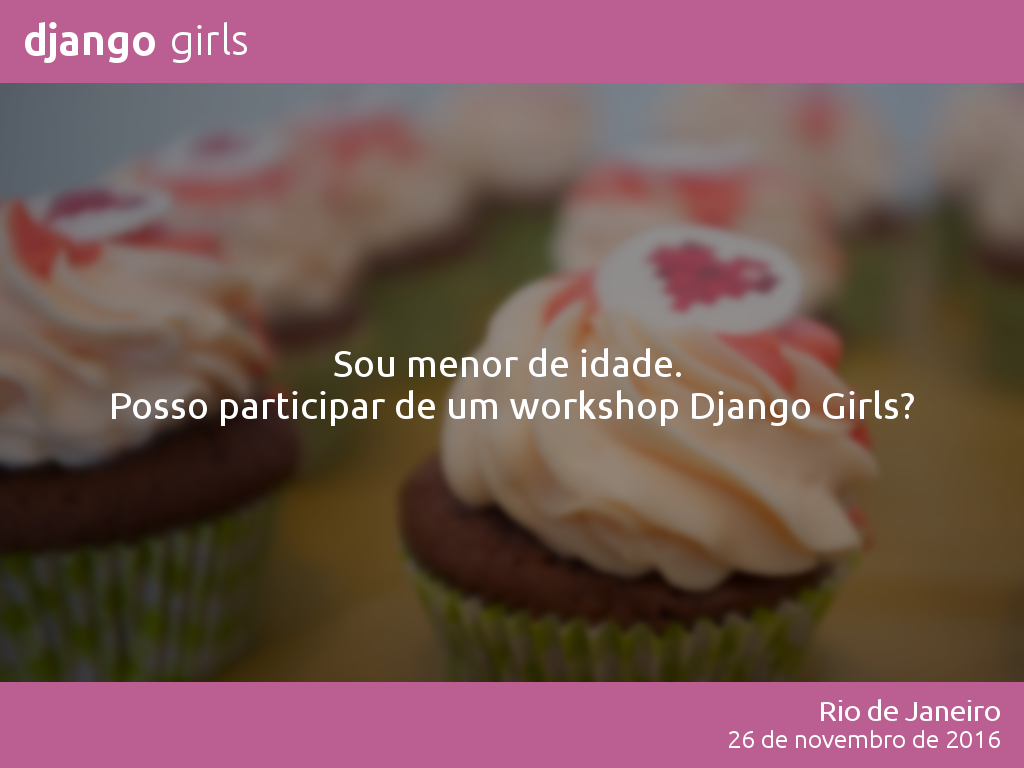 django girls
Sou menor de idade.
Posso participar de um workshop Django Girls?
Rio de Janeiro
26 de novembro de 2016